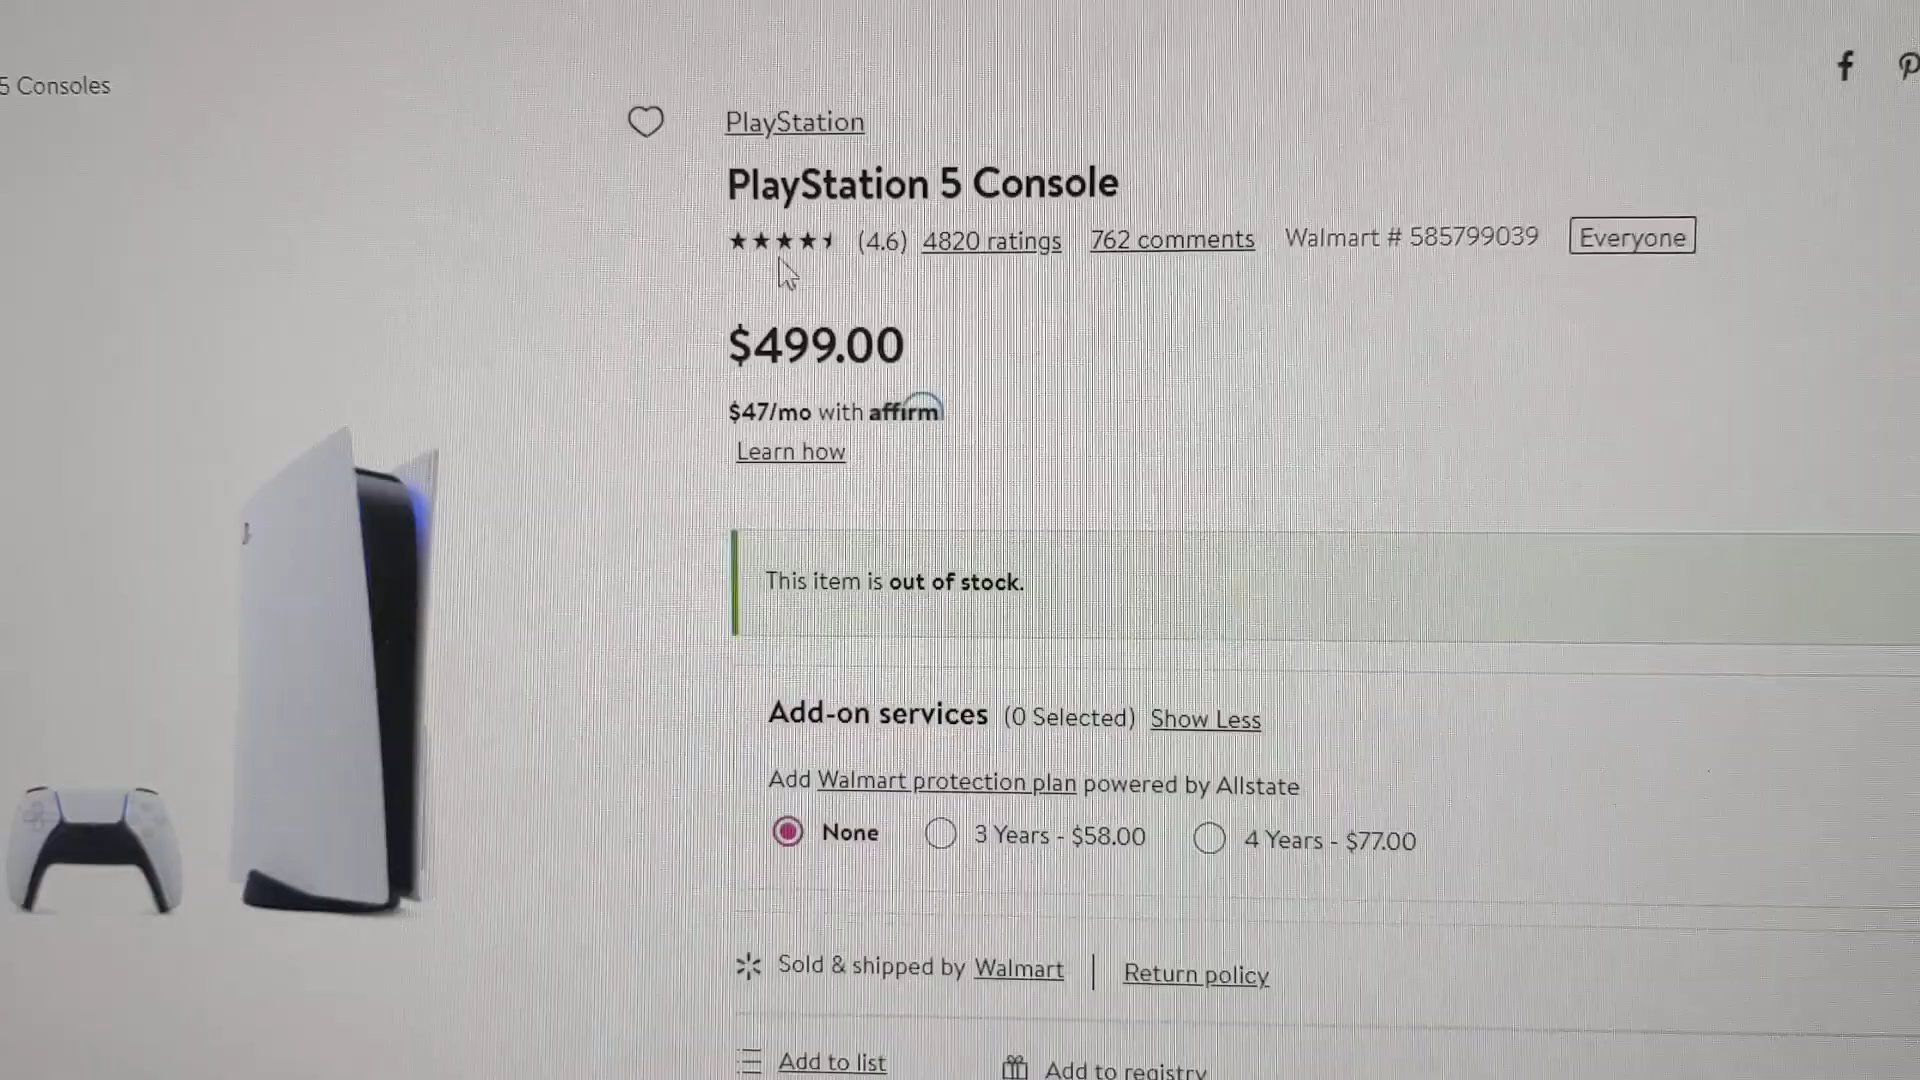 5 Consoles
PlayStation
PlayStation 5 Console
(4.6) 4820 ratings 762 comments Walmart # 585799039 Everyone
$499.00
$47/mo with affirm
Learn how
This item is out of stock.
Add-on services (0 Selected) Show Less
Add Walmart protection plan powered by Allstate
None 3 Years - $58.00 4 Years - $77.00
Sold & shipped by Walmart | Return policy
Add to list Add to registry